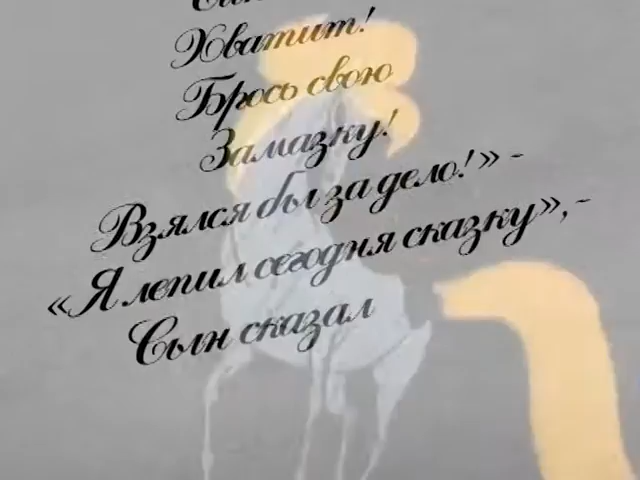 Хватит!
Брось свою
Замазку!
Взялся бы за дело!» -
«Я лепил сегодня сказку», -
Сын сказал